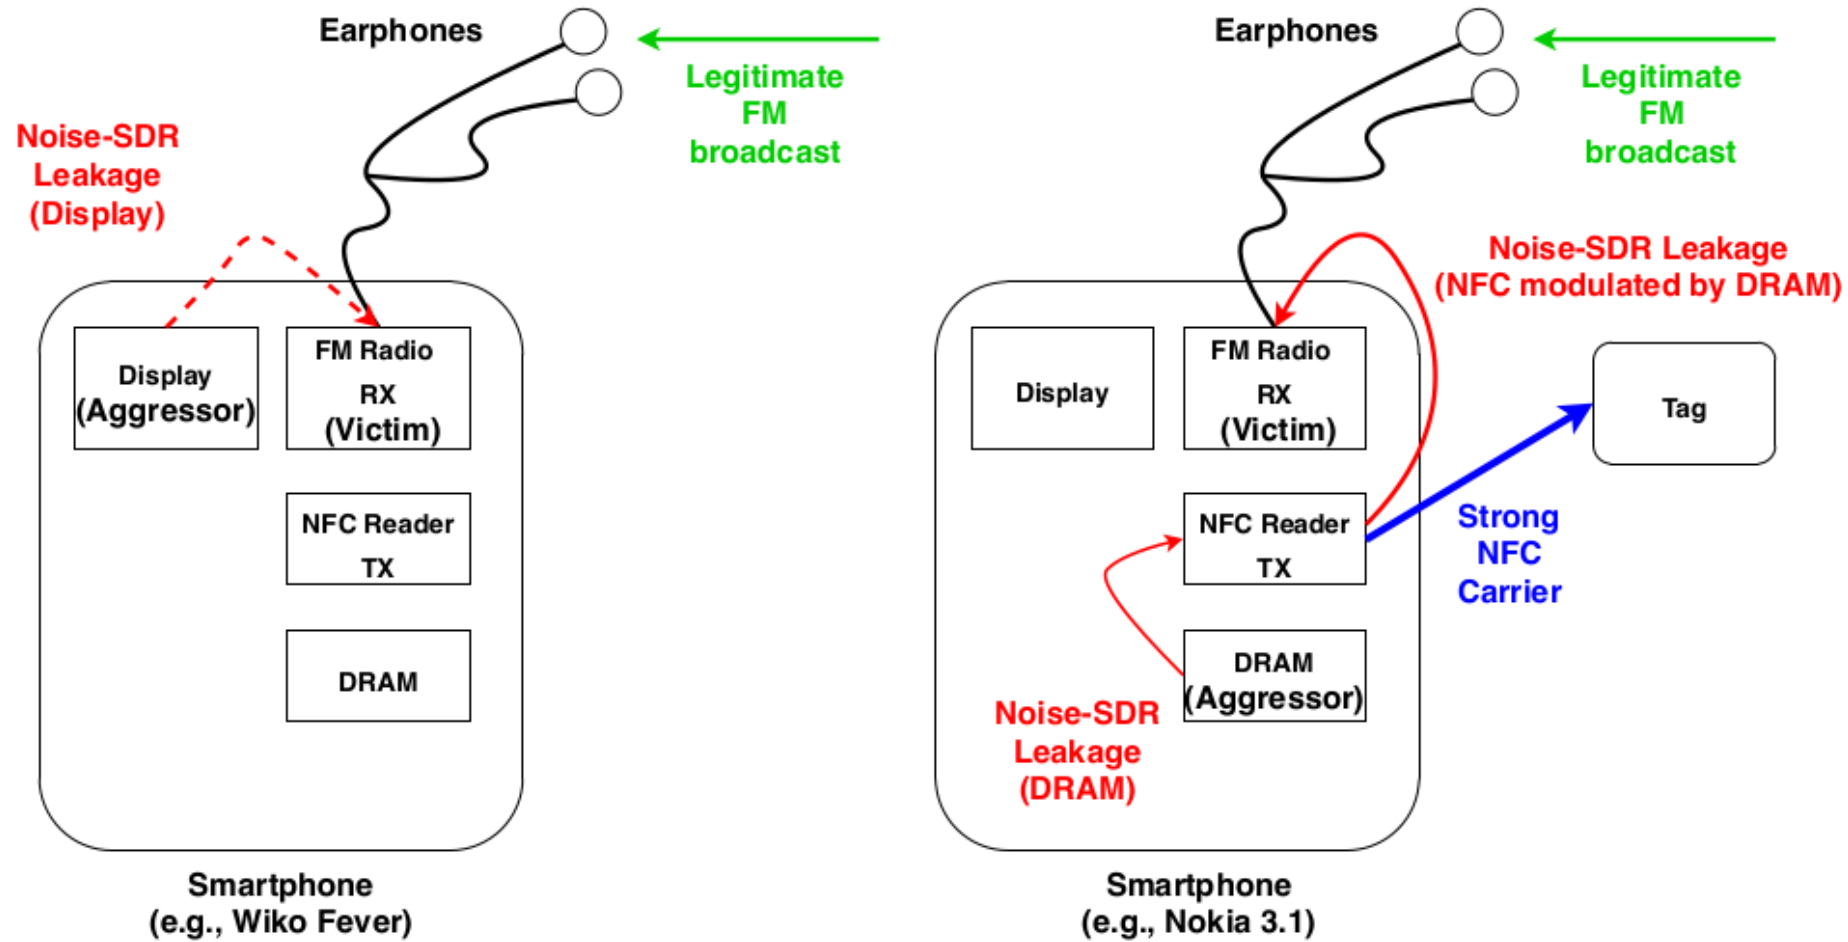 Earphones
Legitimate
FM
broadcast
Noise-SDR
Leakage
(Display)
Display
(Aggressor)
FM Radio
RX
(Victim)
NFC Reader
TX
DRAM
Smartphone
(e.g., Wiko Fever)
Earphones
Legitimate
FM
broadcast
Noise-SDR Leakage
(NFC modulated by DRAM)
Display
FM Radio
RX
(Victim)
Tag
NFC Reader
TX
Strong
NFC
Carrier
DRAM
(Aggressor)
Noise-SDR
Leakage
(DRAM)
Smartphone
(e.g., Nokia 3.1)